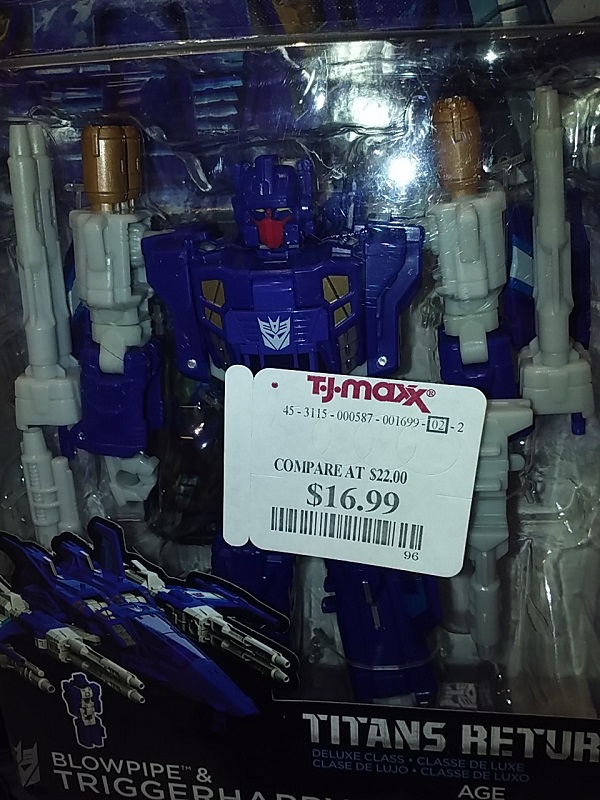 T·J·maxx®
45 - 3115 - 000587 - 001699 - 02 - 2
COMPARE AT $22.00
$16.99
96
TITANS RETUR
DELUXE CLASS • CLASSE DE LUXE
CLASE DE LUJO • CLASSE DE LUXO
BLOWPIPE™ &
TRIGGERHAPPY
AGE